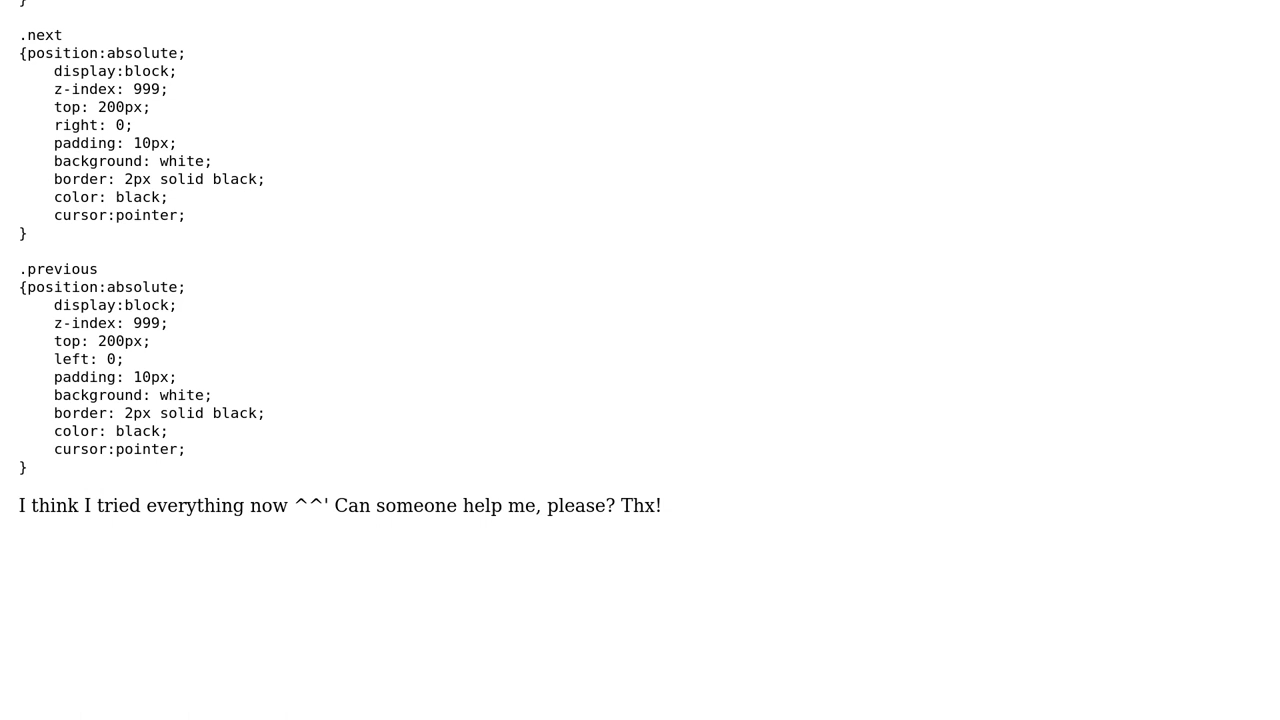 }
.next
{position:absolute;
    display:block;
    z-index: 999;
    top: 200px;
    right: 0;
    padding: 10px;
    background: white;
    border: 2px solid black;
    color: black;
    cursor:pointer;
}
.previous
{position:absolute;
    display:block;
    z-index: 999;
    top: 200px;
    left: 0;
    padding: 10px;
    background: white;
    border: 2px solid black;
    color: black;
    cursor:pointer;
}
I think I tried everything now ^^' Can someone help me, please? Thx!